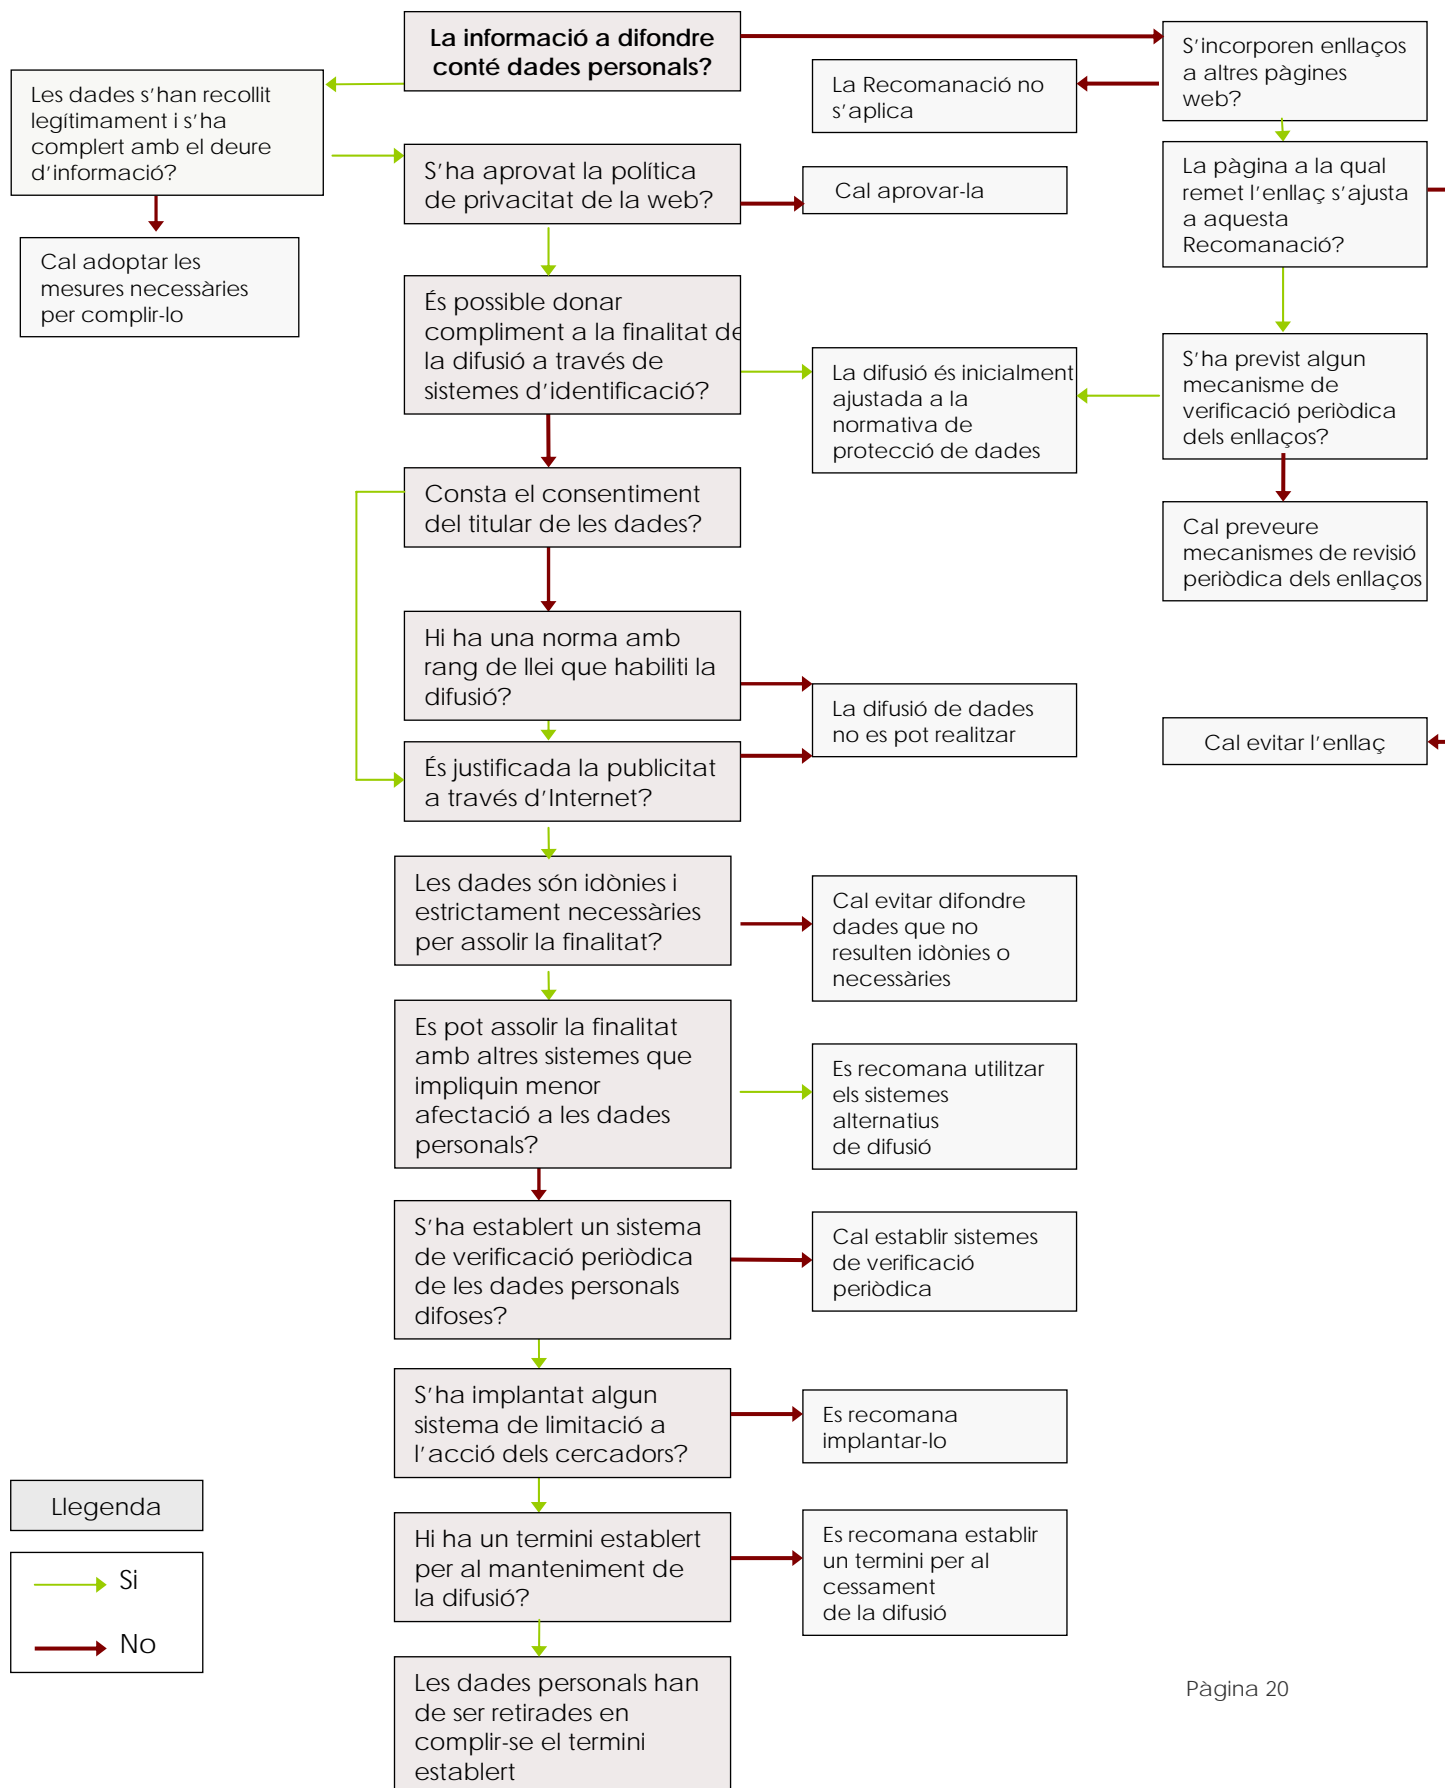 La informació a difondre
conté dades personals?
S'incorporen enllaços
a altres pàgines
web?
La Recomanació no
s'aplica
Les dades s'han recollit
legítimament i s'ha
complert amb el deure
d'informació?
S'ha aprovat la política
de privacitat de la web?
Cal aprovar-la
La pàgina a la qual
remet l'enllaç s'ajusta
a aquesta
Recomanació?
Cal adoptar les
mesures necessàries
per complir-lo
És possible donar
compliment a la finalitat de
la difusió a través de
sistemes d'identificació?
La difusió és inicialment
ajustada a la
normativa de
protecció de dades
S'ha previst algun
mecanisme de
verificació periòdica
dels enllaços?
Consta el consentiment
del titular de les dades?
Cal preveure
mecanismes de revisió
periòdica dels enllaços
Hi ha una norma amb
rang de llei que habiliti la
difusió?
La difusió de dades
no es pot realitzar
Cal evitar l'enllaç
És justificada la publicitat
a través d'Internet?
Les dades són idònies i
estrictament necessàries
per assolir la finalitat?
Cal evitar difondre
dades que no
resulten idònies o
necessàries
Es pot assolir la finalitat
amb altres sistemes que
impliquin menor
afectació a les dades
personals?
Es recomana utilitzar
els sistemes
alternatius
de difusió
S'ha establert un sistema
de verificació periòdica
de les dades personals
difoses?
Cal establir sistemes
de verificació
periòdica
S'ha implantat algun
sistema de limitació a
l'acció dels cercadors?
Es recomana
implantar-lo
Llegenda
Si
No
Hi ha un termini establert
per al manteniment de
la difusió?
Es recomana establir
un termini per al
cessament
de la difusió
Les dades personals han
de ser retirades en
complir-se el termini
establert
Pàgina 20